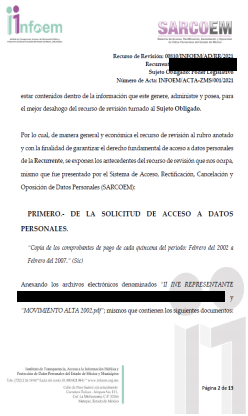 infoem
SARCOEM
Recurso de Revisión: 00910/INFOEM/AD/RR/2021
Recurrente:
Sujeto Obligado: Poder Legislativo
Número de Acta: INFOEM/ACTA-ZMS/001/2021
estar contenidos dentro de la información que este genere, administre y posea, para
el mejor desahogo del recurso de revisión turnado al Sujeto Obligado.
Por lo cual, de manera general y económica el recurso de revisión al rubro anotado
y con la finalidad de garantizar el derecho fundamental de acceso a datos personales
de la Recurrente, se exponen los antecedentes del recurso de revisión que nos ocupa,
mismo que fue presentado por el Sistema de Acceso, Rectificación, Cancelación y
Oposición de Datos Personales (SARCOEM):
PRIMERO.- DE LA SOLICITUD DE ACCESO A DATOS
PERSONALES.
"Copia de los comprobantes de pago de cada quincena del periodo: Febrero del 2002 a
Febrero del 2007." (Sic)
Anexando los archivos electrónicos denominados "II INE REPRESENTANTE
y
"MOVIMIENTO ALTA 2002.pdf"; mismos que contienen los siguientes documentos:
Instituto de Transparencia, Acceso a la Información Pública y
Protección de Datos Personales del Estado de México y Municipios
Página 2 de 13